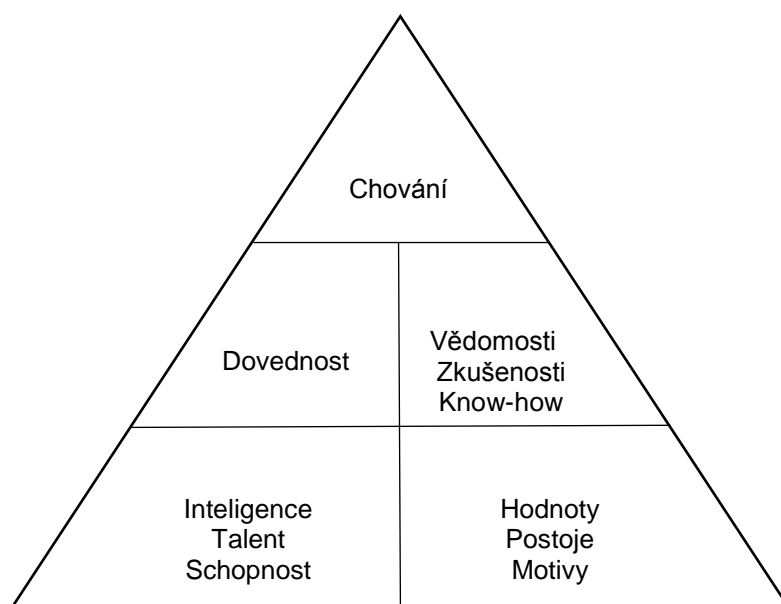 Chování
Dovednost
Vědomosti
Zkušenosti
Know-how
Inteligence
Talent
Schopnost
Hodnoty
Postoje
Motivy